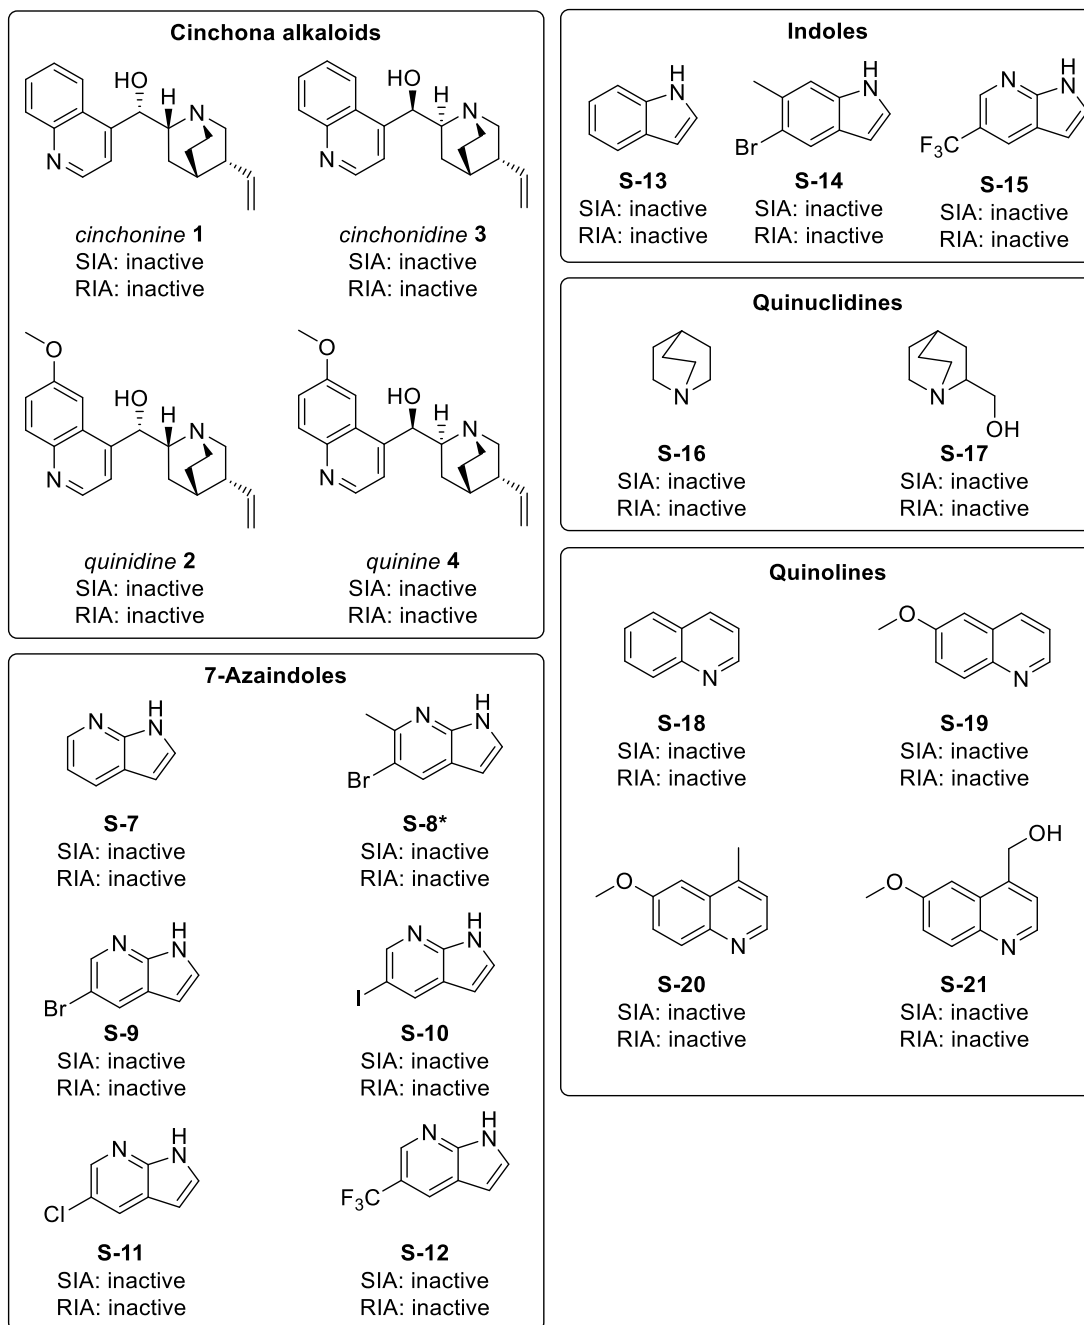 Cinchona alkaloids
HO
H
N
N
cinchonine 1
SIA: inactive
RIA: inactive
HO
H
N
N
cinchonidine 3
SIA: inactive
RIA: inactive
O
HO
H
N
N
quinidine 2
SIA: inactive
RIA: inactive
O
HO
H
N
N
quinine 4
SIA: inactive
RIA: inactive
7-Azaindoles
N
H
N
S-7
SIA: inactive
RIA: inactive
N
H
N
Br
S-8*
SIA: inactive
RIA: inactive
N
H
N
Br
S-9
SIA: inactive
RIA: inactive
N
H
N
I
S-10
SIA: inactive
RIA: inactive
N
H
N
Cl
S-11
SIA: inactive
RIA: inactive
N
H
N
F3C
S-12
SIA: inactive
RIA: inactive
Indoles
H
N
S-13
SIA: inactive
RIA: inactive
H
N
Br
S-14
SIA: inactive
RIA: inactive
N
H
N
F3C
S-15
SIA: inactive
RIA: inactive
Quinuclidines
N
S-16
SIA: inactive
RIA: inactive
N
OH
S-17
SIA: inactive
RIA: inactive
Quinolines
N
S-18
SIA: inactive
RIA: inactive
O
N
S-19
SIA: inactive
RIA: inactive
O
N
S-20
SIA: inactive
RIA: inactive
OH
O
N
S-21
SIA: inactive
RIA: inactive